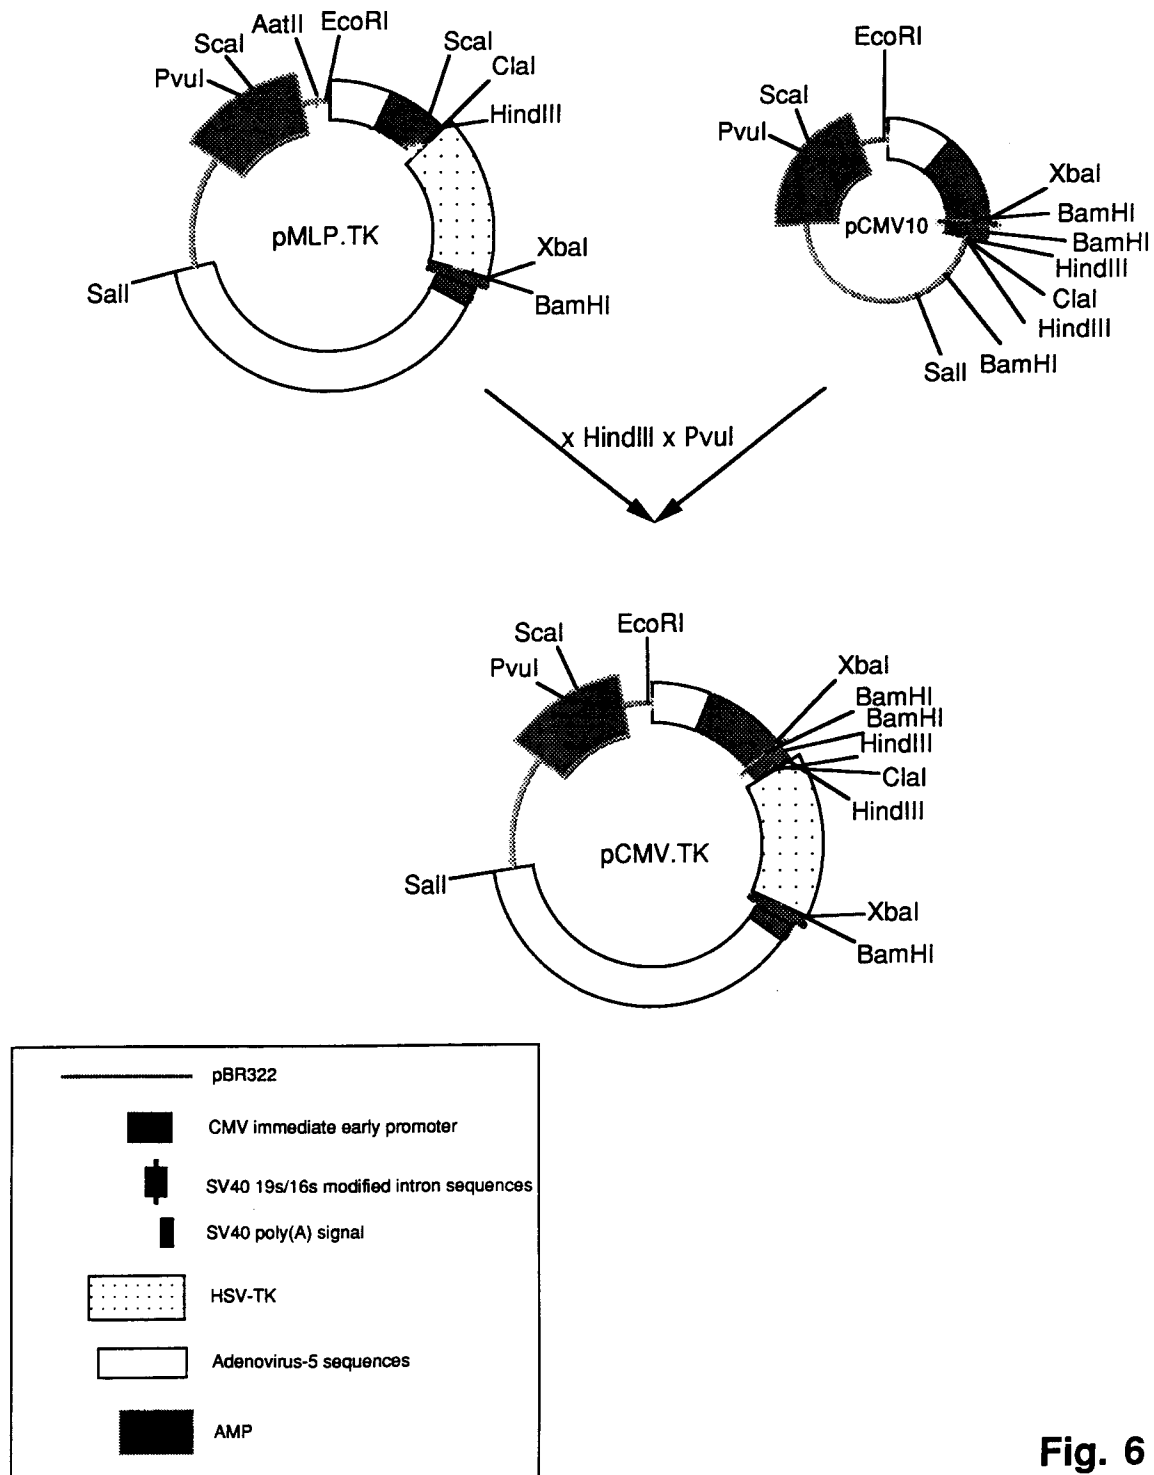 AatII
EcoRI
ScaI
PvuI
ScaI
ClaI
HindIII
pMLP.TK
XbaI
BamHI
SalI
EcoRI
ScaI
PvuI
XbaI
BamHI
BamHI
HindIII
ClaI
HindIII
BamHI
SalI
pCMV10
x HindIII x PvuI
EcoRI
ScaI
PvuI
XbaI
BamHI
BamHI
HindIII
ClaI
HindIII
pCMV.TK
SalI
XbaI
BamHI
pBR322
CMV immediate early promoter
SV40 19s/16s modified intron sequences
SV40 poly(A) signal
HSV-TK
Adenovirus-5 sequences
AMP
Fig. 6